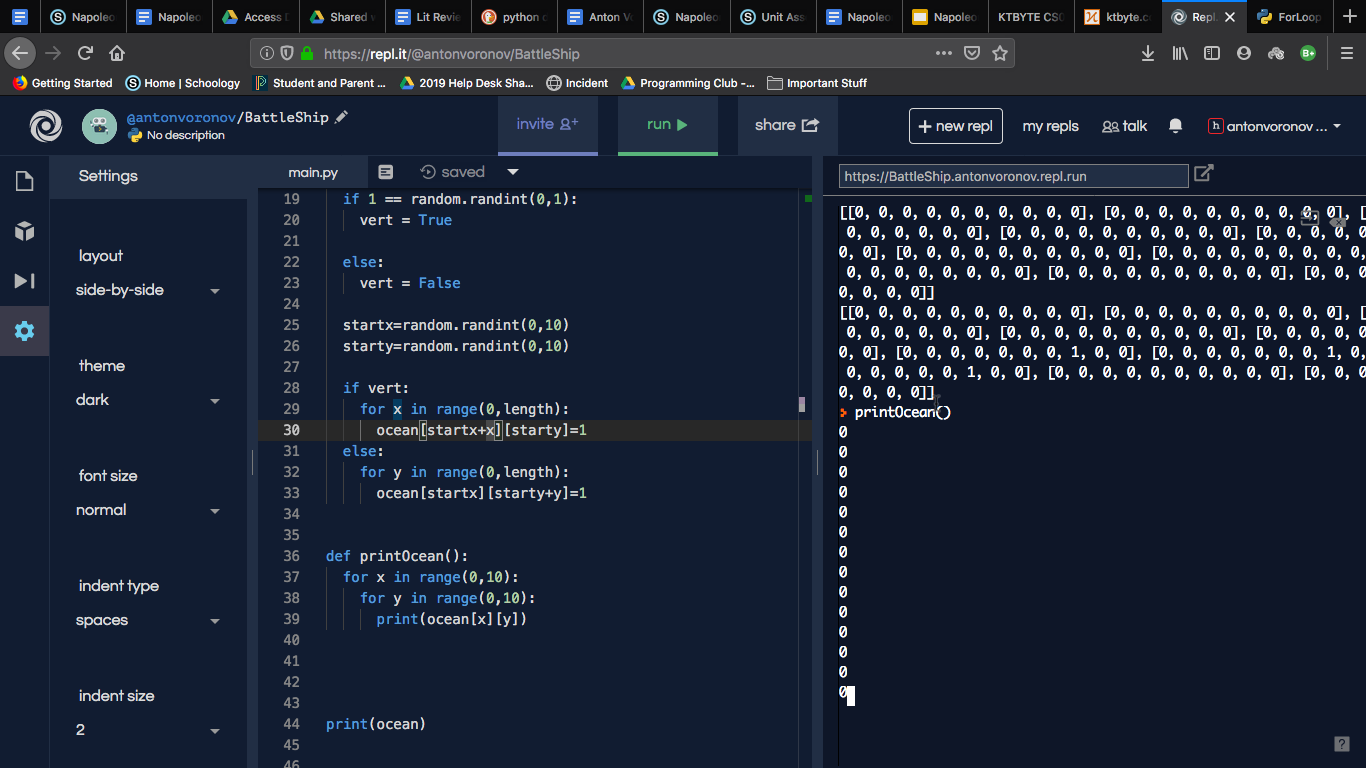 Napoleo
Napoleo
Access D
Shared w
Lit Revie
python c
Anton Vo
Napoleo
Unit Ass
Napoleo
Napoleo
KTBYTE CSC
ktbyte.co
Repl.
ForLoop
https://repl.it/@antonvoronov/BattleShip
Getting Started
Home | Schoology
Student and Parent ...
2019 Help Desk Sha...
Incident
Programming Club -...
Important Stuff
@antonvoronov/BattleShip
No description
invite
run
share
+ new repl
my repls
talk
h antonvoronov ...
Settings
main.py
saved
https://BattleShip.antonvoronov.repl.run
layout
side-by-side
theme
dark
font size
normal
indent type
spaces
indent size
2
19 if 1 == random.randint(0,1):
20 vert = True
21
22 else:
23 vert = False
24
25 startx=random.randint(0,10)
26 starty=random.randint(0,10)
27
28 if vert:
29 for x in range(0,length):
30 ocean[startx+x][starty]=1
31 else:
32 for y in range(0,length):
33 ocean[startx][starty+y]=1
34
35
36 def printOcean():
37 for x in range(0,10):
38 for y in range(0,10):
39 print(ocean[x][y])
40
41
42
43
44 print(ocean)
45
46
[[0, 0, 0, 0, 0, 0, 0, 0, 0, 0], [0, 0, 0, 0, 0, 0, 0, 0, 0, 0], [
0, 0, 0, 0, 0, 0], [0, 0, 0, 0, 0, 0, 0, 0, 0, 0], [0, 0, 0, 0, 0
0, 0], [0, 0, 0, 0, 0, 0, 0, 0, 0, 0], [0, 0, 0, 0, 0, 0, 0, 0, 0
0, 0, 0, 0, 0, 0, 0, 0], [0, 0, 0, 0, 0, 0, 0, 0, 0, 0], [0, 0, 0
0, 0, 0, 0]]
[[0, 0, 0, 0, 0, 0, 0, 0, 0, 0], [0, 0, 0, 0, 0, 0, 0, 0, 0, 0], [
0, 0, 0, 0, 0, 0], [0, 0, 0, 0, 0, 0, 0, 0, 0, 0], [0, 0, 0, 0, 0
0, 0], [0, 0, 0, 0, 0, 0, 0, 1, 0, 0], [0, 0, 0, 0, 0, 0, 0, 1, 0
0, 0, 0, 0, 0, 1, 0, 0], [0, 0, 0, 0, 0, 0, 0, 0, 0, 0], [0, 0, 0
0, 0, 0, 0]]
> printOcean()
0
0
0
0
0
0
0
0
0
0
0
0
0
0
?